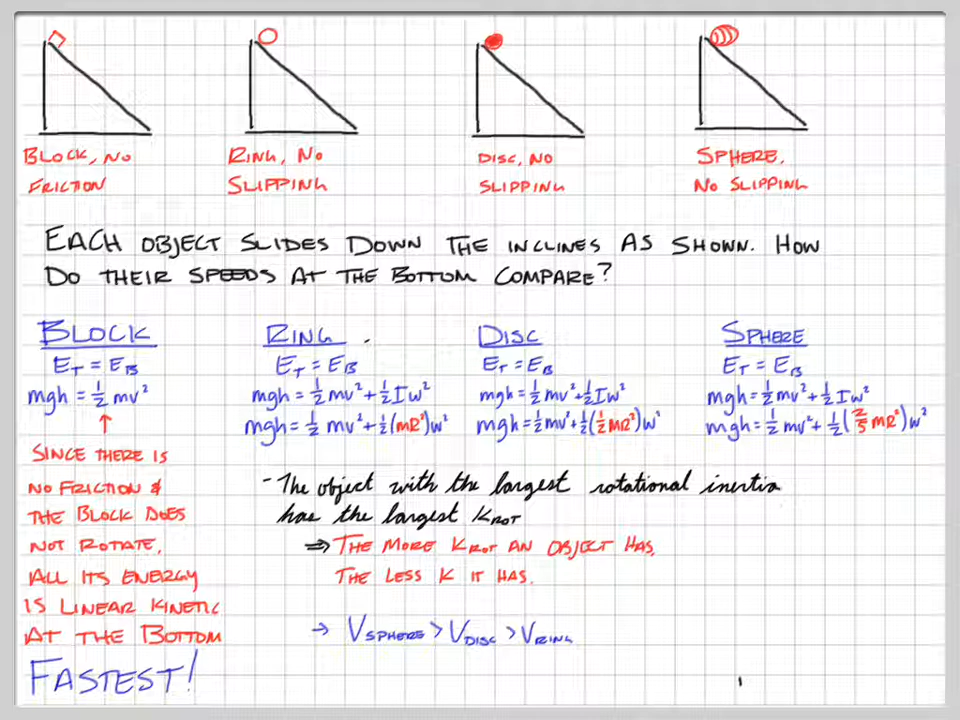 BLOCK, NO
FRICTION
RING, NO
SLIPPING
DISC, NO
SLIPPING
SPHERE,
NO SLIPPING
EACH OBJECT SLIDES DOWN THE INCLINES AS SHOWN. HOW
DO THEIR SPEEDS AT THE BOTTOM COMPARE?
BLOCK
E_T = E_B
mgh = 1/2 mv²
↑
SINCE THERE IS
NO FRICTION &
THE BLOCK DOES
NOT ROTATE,
ALL ITS ENERGY
IS LINEAR KINETIC
AT THE BOTTOM
FASTEST!
RING
E_T = E_B
mgh = 1/2 mv² + 1/2 Iω²
mgh = 1/2 mv² + 1/2 (mR²)ω²
DISC
E_T = E_B
mgh = 1/2 mv² + 1/2 Iω²
mgh = 1/2 mv² + 1/2 (1/2 mR²)ω²
SPHERE
E_T = E_B
mgh = 1/2 mv² + 1/2 Iω²
mgh = 1/2 mv² + 1/2 (2/5 mR²)ω²
- The object with the largest rotational inertia
has the largest K_ROT
⇒ THE MORE K_ROT AN OBJECT HAS,
THE LESS K IT HAS.
→ V_SPHERE > V_DISC > V_RING